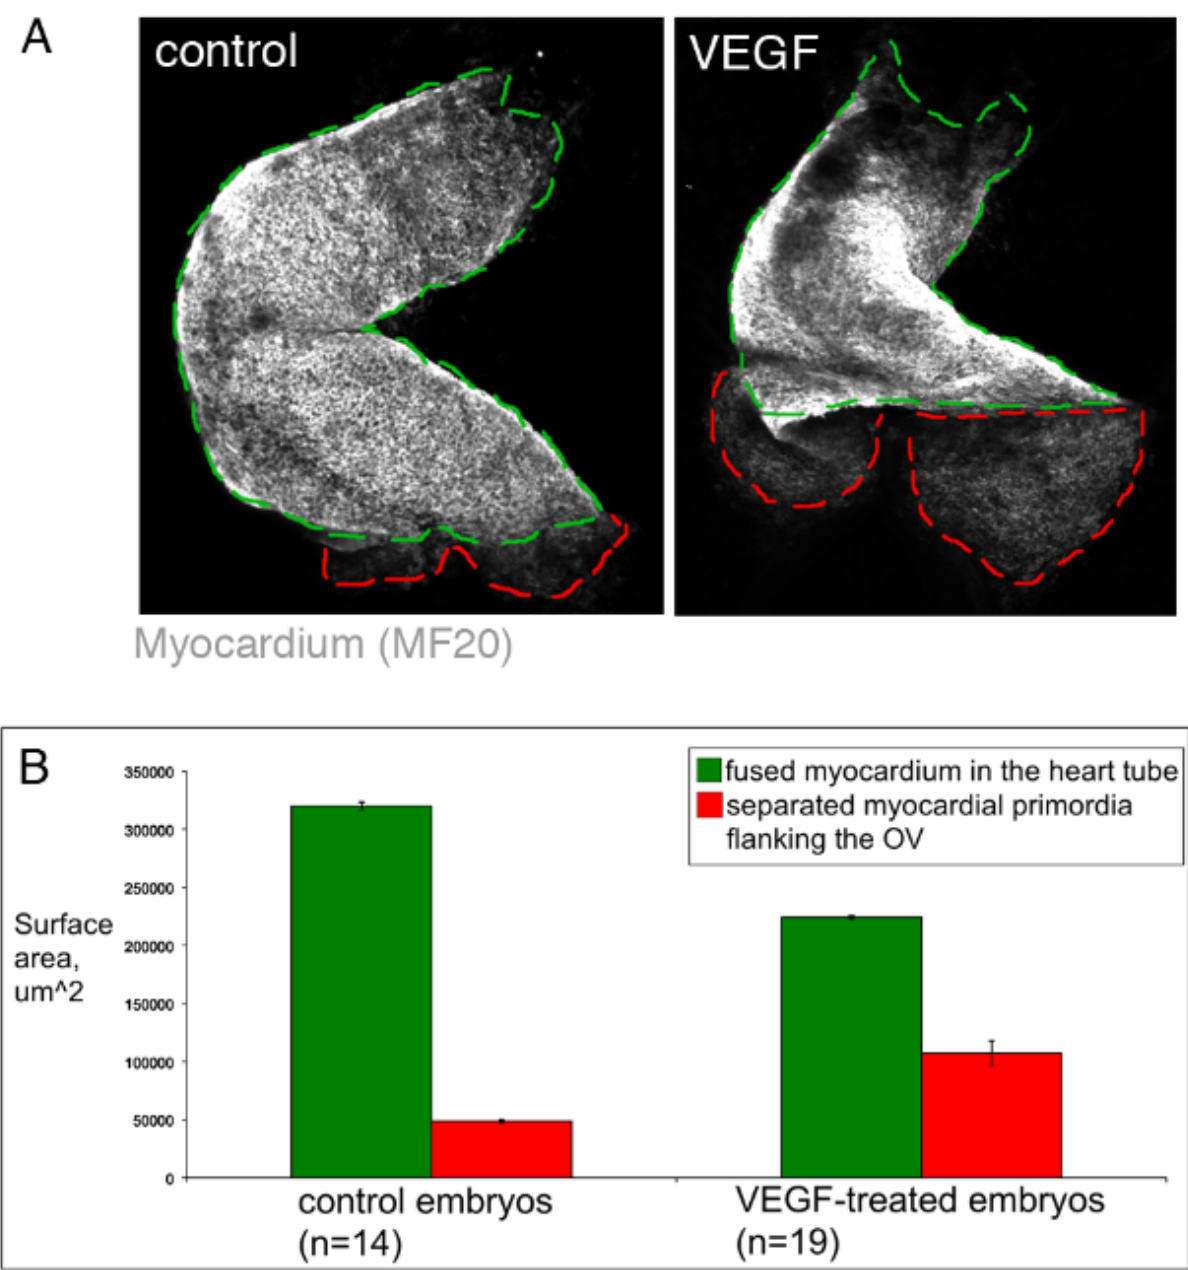 A
control
VEGF
Myocardium (MF20)
B
fused myocardium in the heart tube
separated myocardial primordia
flanking the OV
350000
300000
250000
200000
150000
100000
50000
0
Surface
area,
um^2
control embryos
(n=14)
VEGF-treated embryos
(n=19)